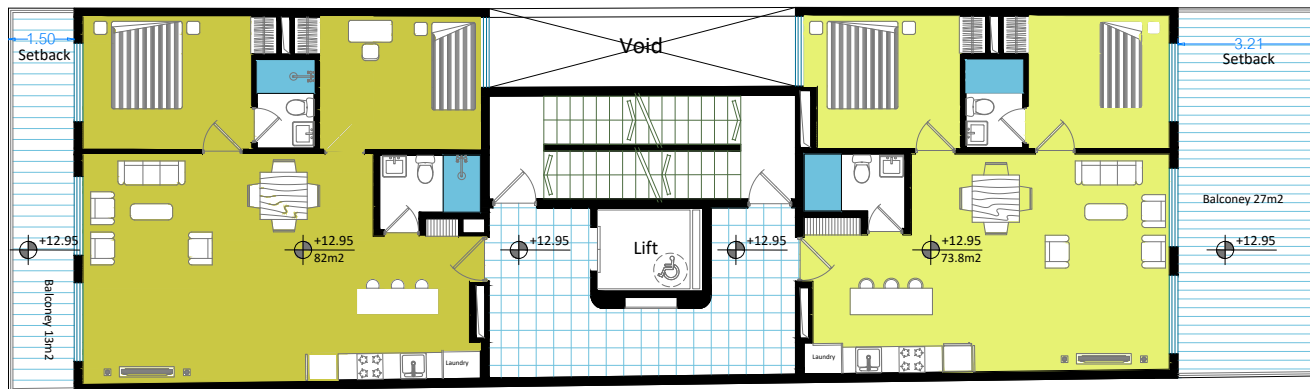 1.50
Setback
Void
3.21
Setback
Balconey 27m2
+12.95
+12.95
82m2
+12.95
Lift
+12.95
+12.95
73.8m2
+12.95
Balconey 13m2
Laundry
Laundry